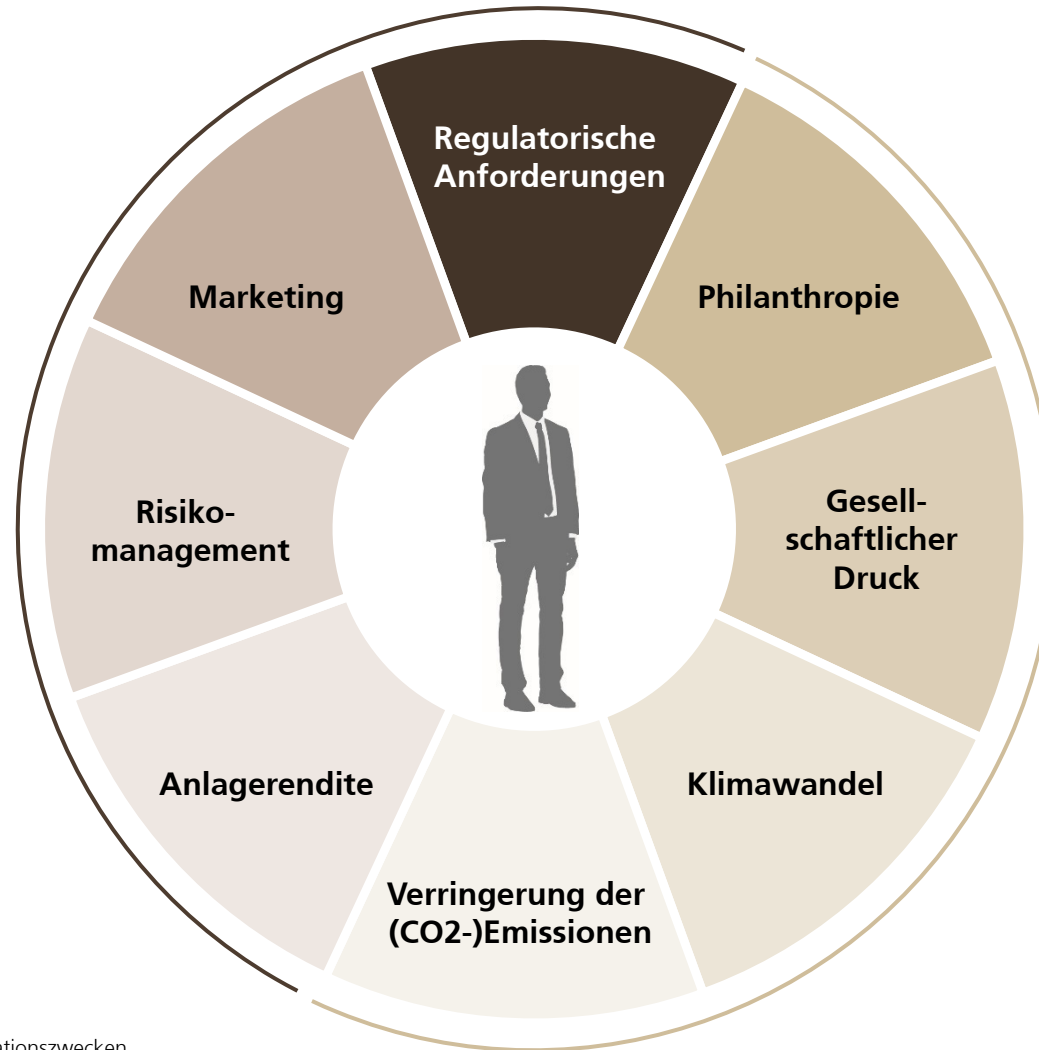 Regulatorische
Anforderungen
Philanthropie
Gesell-
schaftlicher
Druck
Klimawandel
Verringerung der
(CO2-)Emissionen
Anlagerendite
Risiko-
management
Marketing